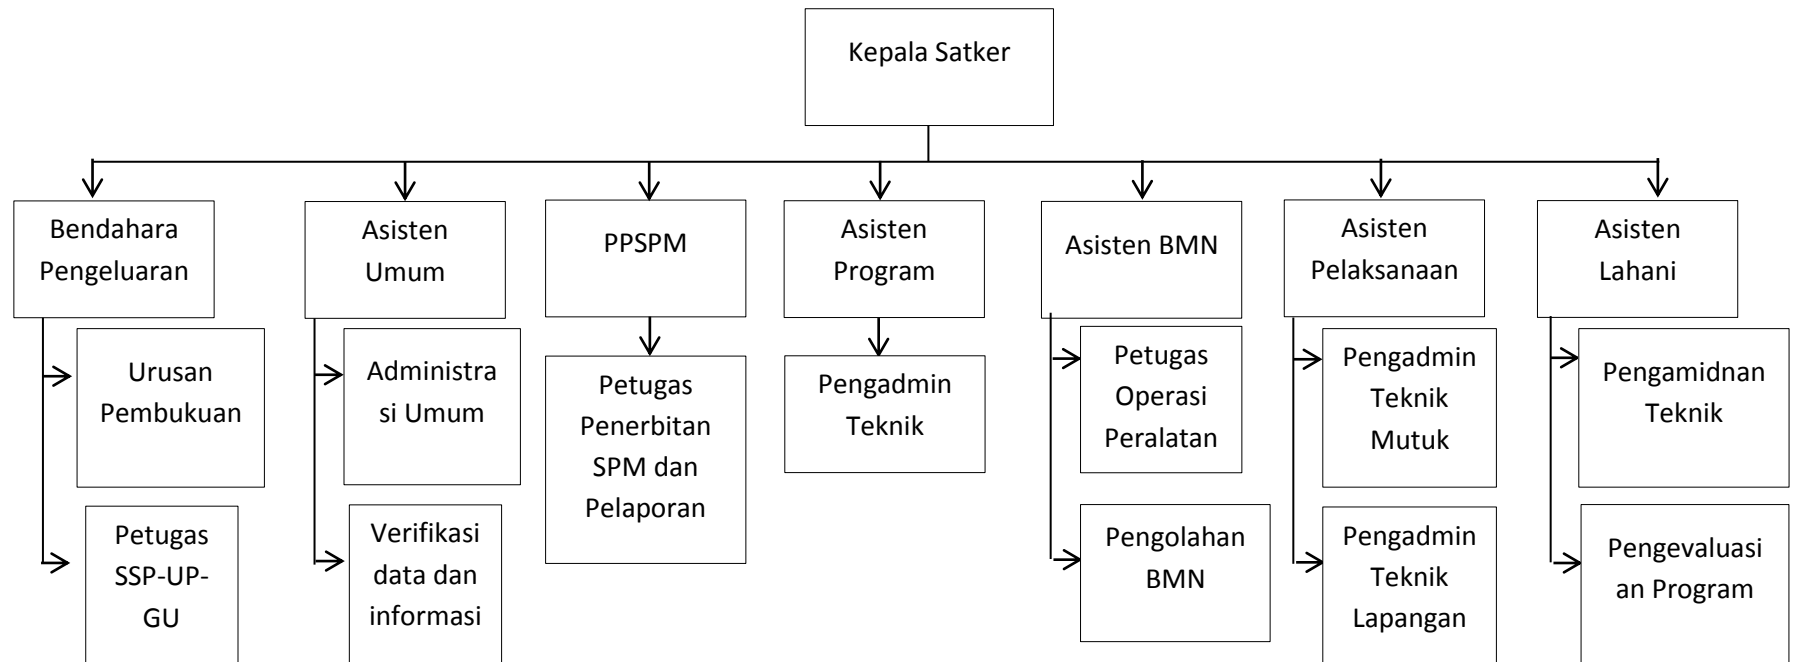 Kepala Satker
Bendahara
Pengeluaran
Asisten
Umum
PPSPM
Asisten
Program
Asisten BMN
Asisten
Pelaksanaan
Asisten
Lahani
Urusan
Pembukuan
Administra
si Umum
Petugas
Penerbitan
SPM dan
Pelaporan
Pengadmin
Teknik
Petugas
Operasi
Peralatan
Pengadmin
Teknik
Mutuk
Pengamidnan
Teknik
Petugas
SSP-UP-
GU
Verifikasi
data dan
informasi
Pengolahan
BMN
Pengadmin
Teknik
Lapangan
Pengevaluasi
an Program